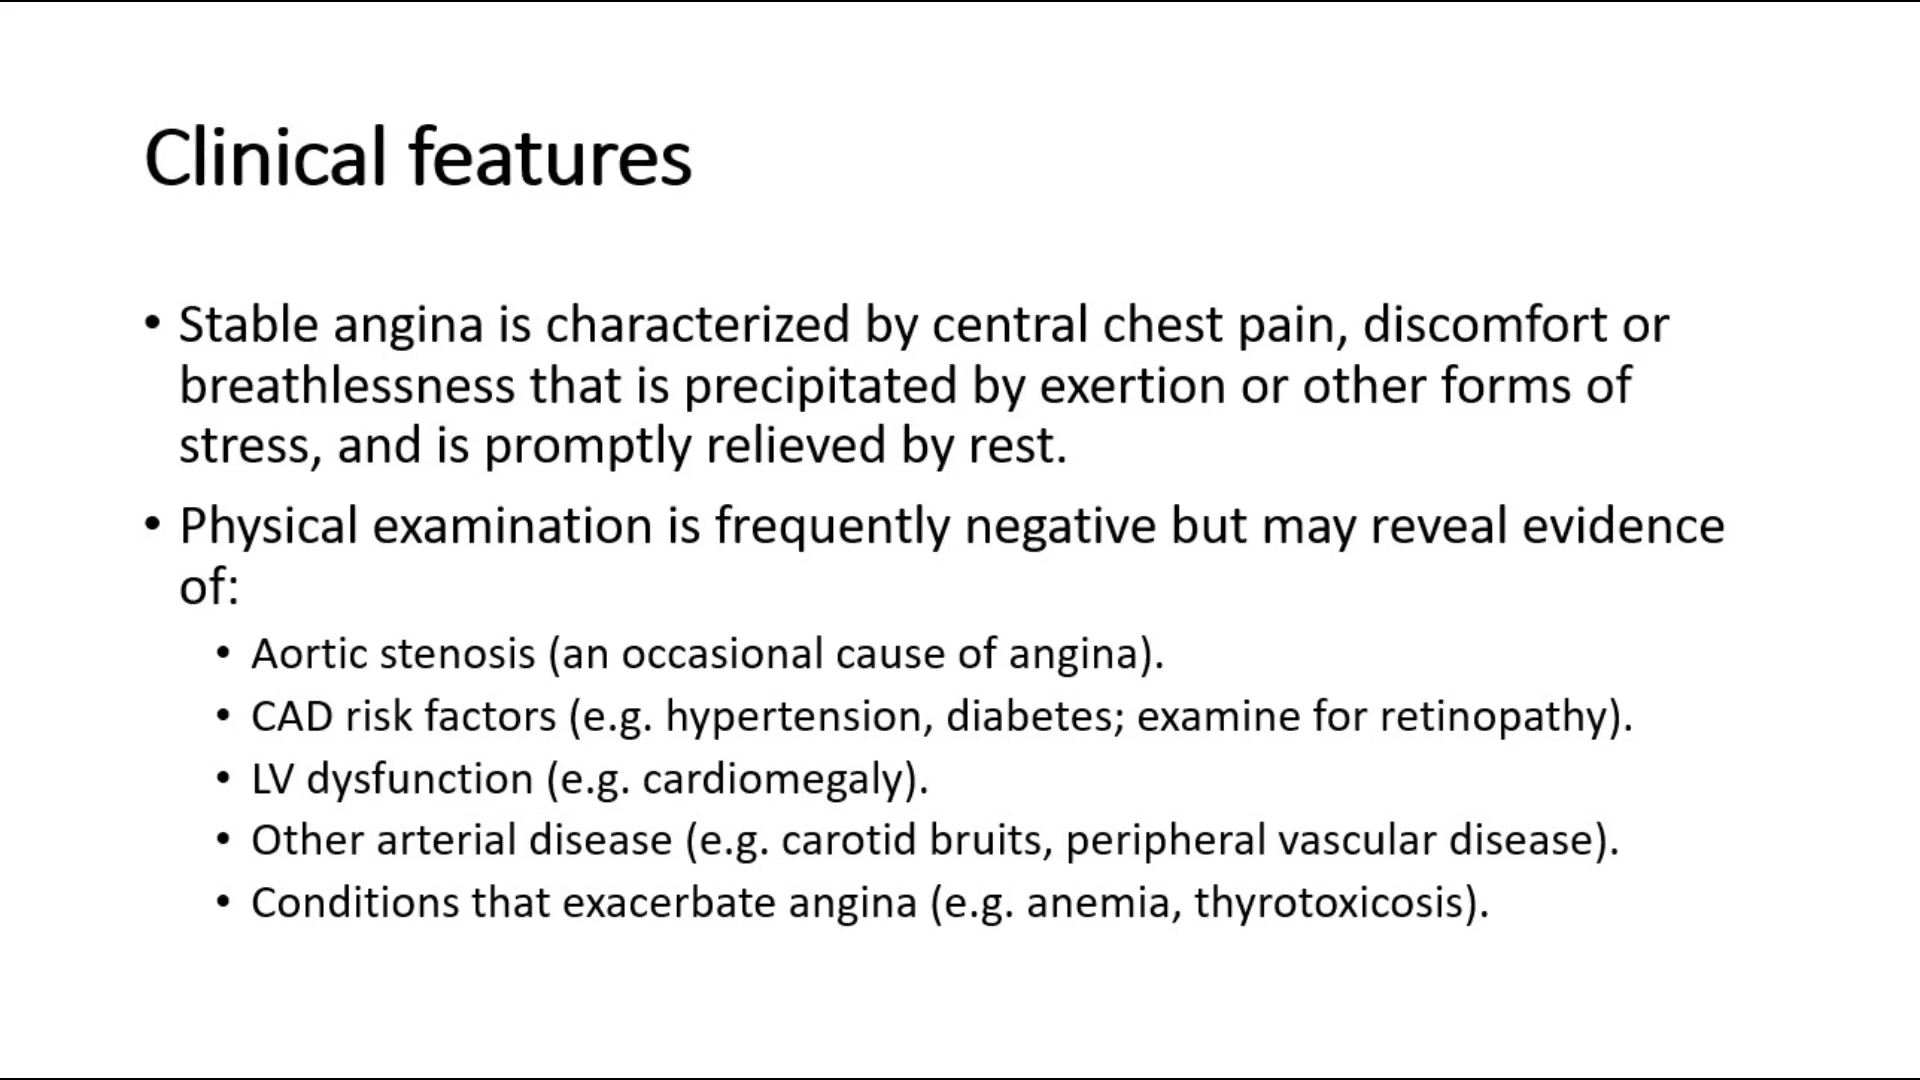 Clinical features
• Stable angina is characterized by central chest pain, discomfort or
breathlessness that is precipitated by exertion or other forms of
stress, and is promptly relieved by rest.
• Physical examination is frequently negative but may reveal evidence
of:
• Aortic stenosis (an occasional cause of angina).
• CAD risk factors (e.g. hypertension, diabetes; examine for retinopathy).
• LV dysfunction (e.g. cardiomegaly).
• Other arterial disease (e.g. carotid bruits, peripheral vascular disease).
• Conditions that exacerbate angina (e.g. anemia, thyrotoxicosis).